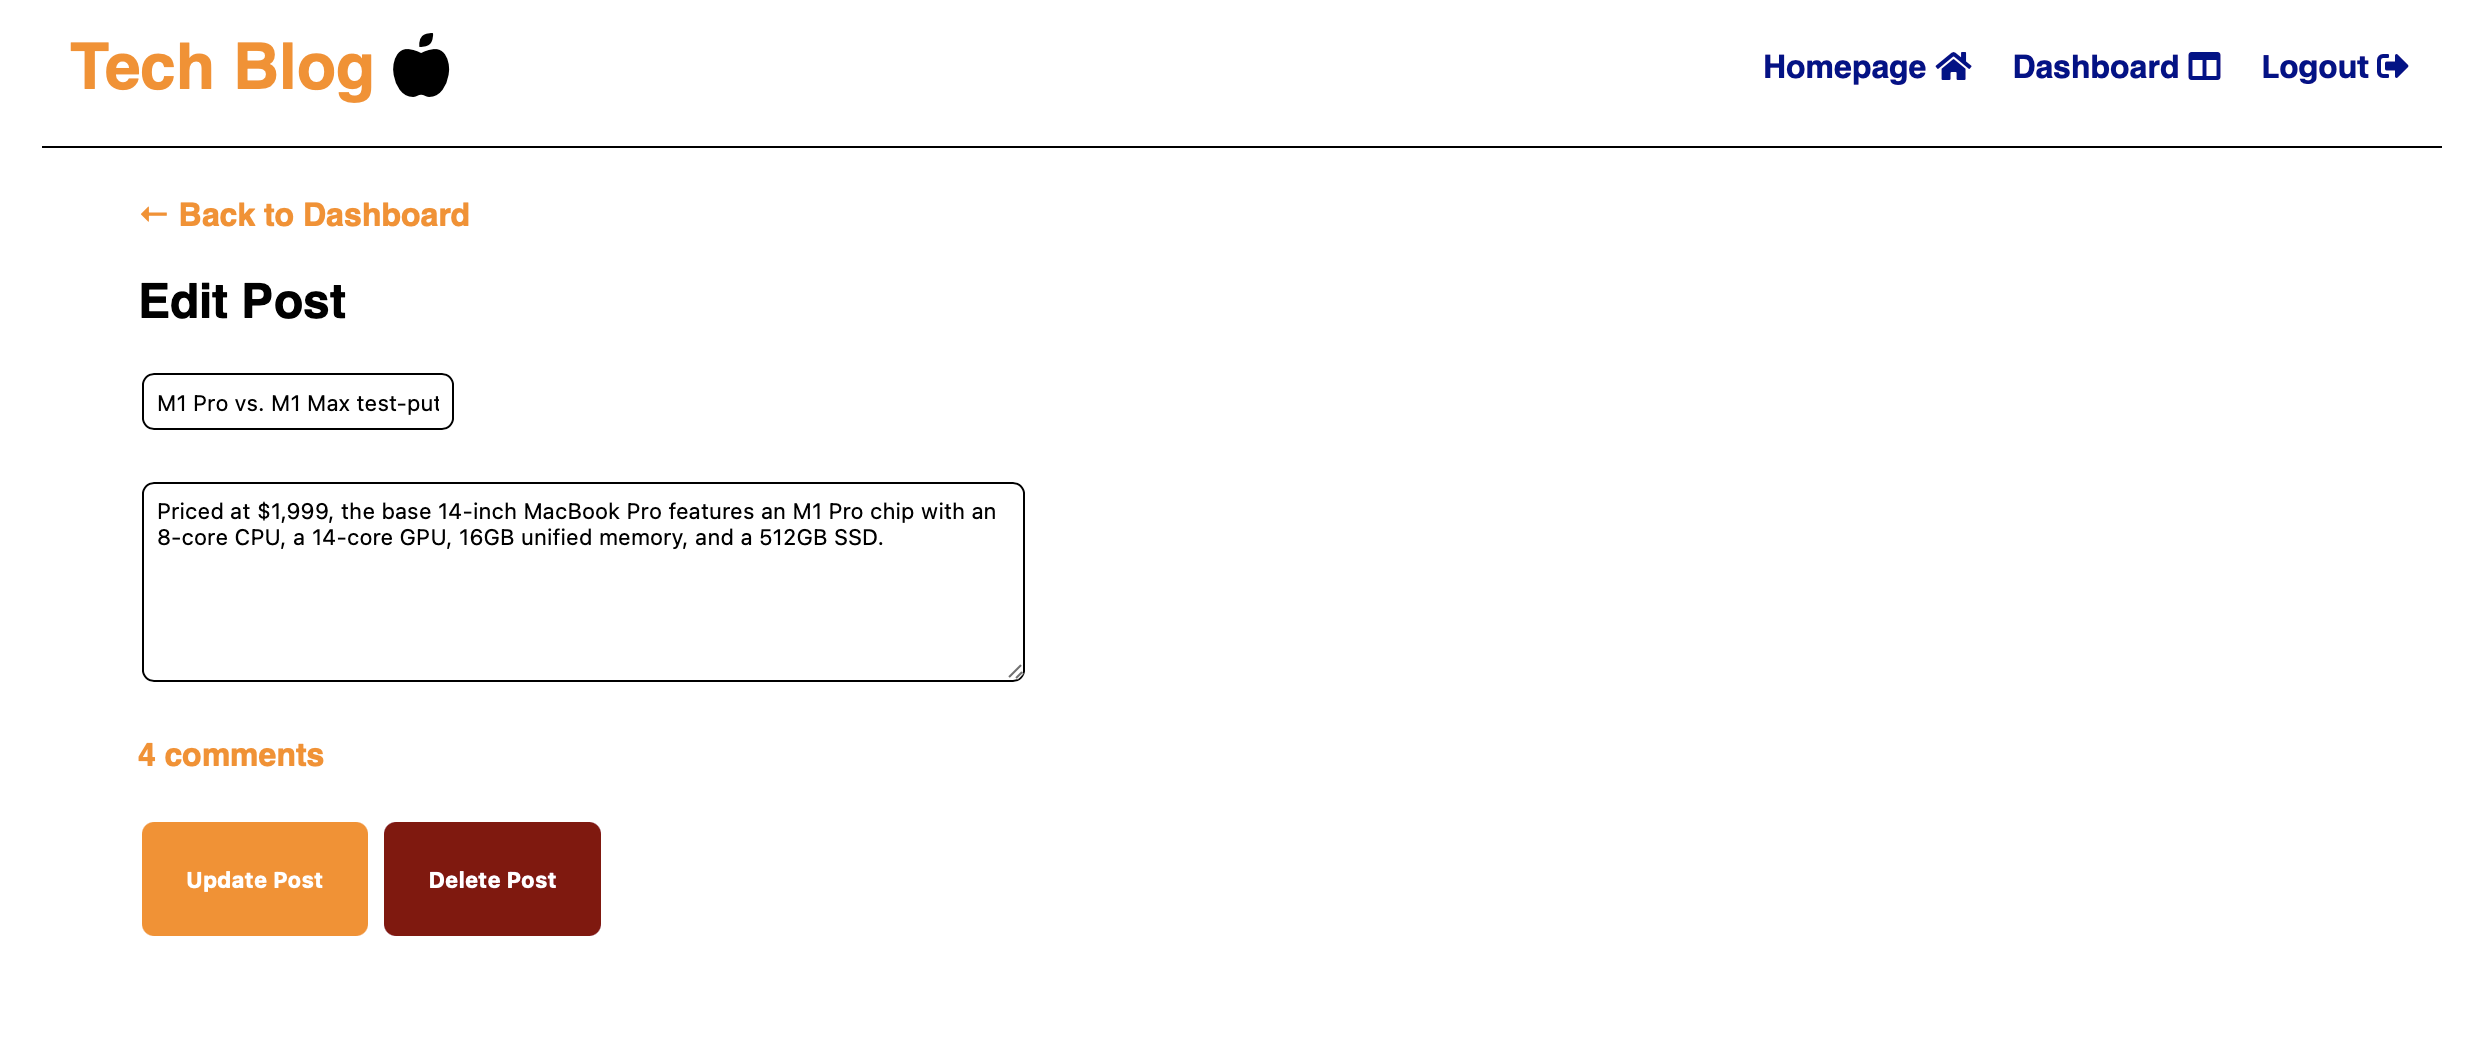 Tech Blog
Homepage
Dashboard
Logout
← Back to Dashboard
Edit Post
M1 Pro vs. M1 Max test-put
Priced at $1,999, the base 14-inch MacBook Pro features an M1 Pro chip with an
8-core CPU, a 14-core GPU, 16GB unified memory, and a 512GB SSD.
4 comments
Update Post
Delete Post